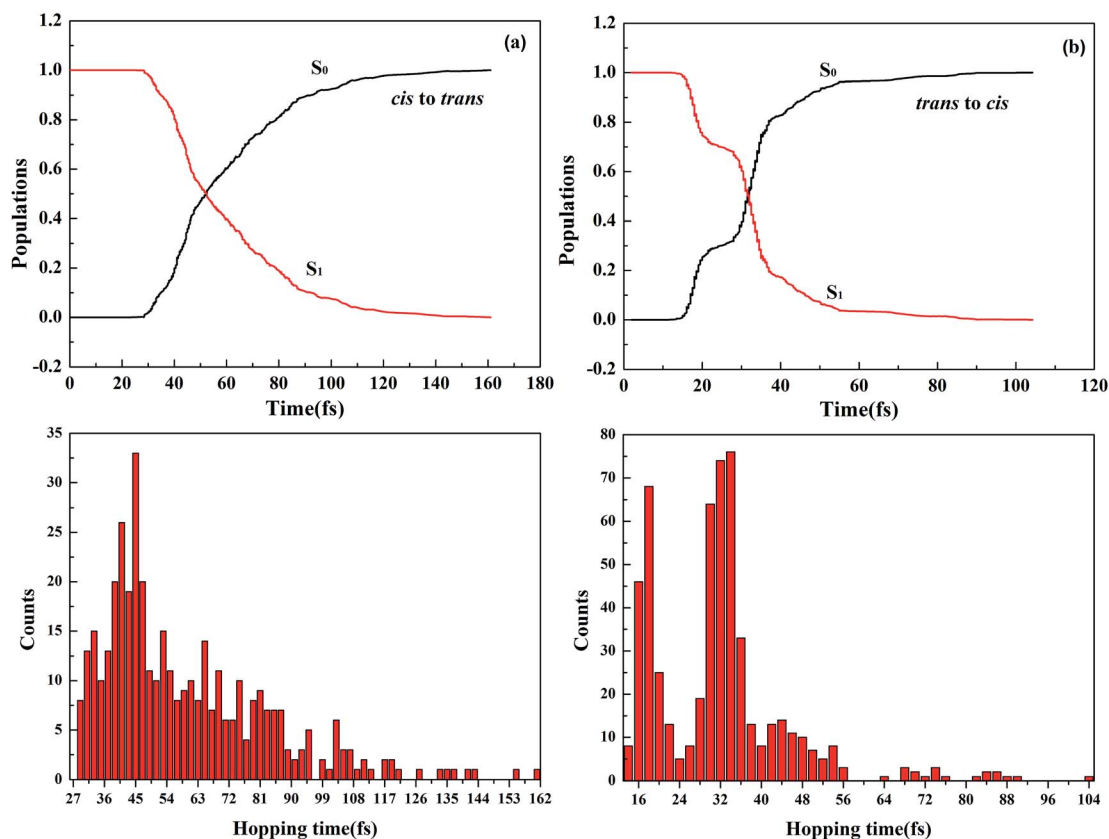 1.2
(a)
1.0
S0
cis to trans
0.8
0.6
Populations
0.4
0.2
S1
0.0
-0.2
0 20 40 60 80 100 120 140 160 180
Time(fs)
1.2
(b)
1.0
S0
trans to cis
0.8
0.6
Populations
0.4
0.2
S1
0.0
-0.2
0 20 40 60 80 100 120
Time(fs)
35
30
25
20
Counts
15
10
5
0
27 36 45 54 63 72 81 90 99 108 117 126 135 144 153 162
Hopping time(fs)
80
70
60
50
Counts
40
30
20
10
0
16 24 32 40 48 56 64 72 80 88 96 104
Hopping time(fs)